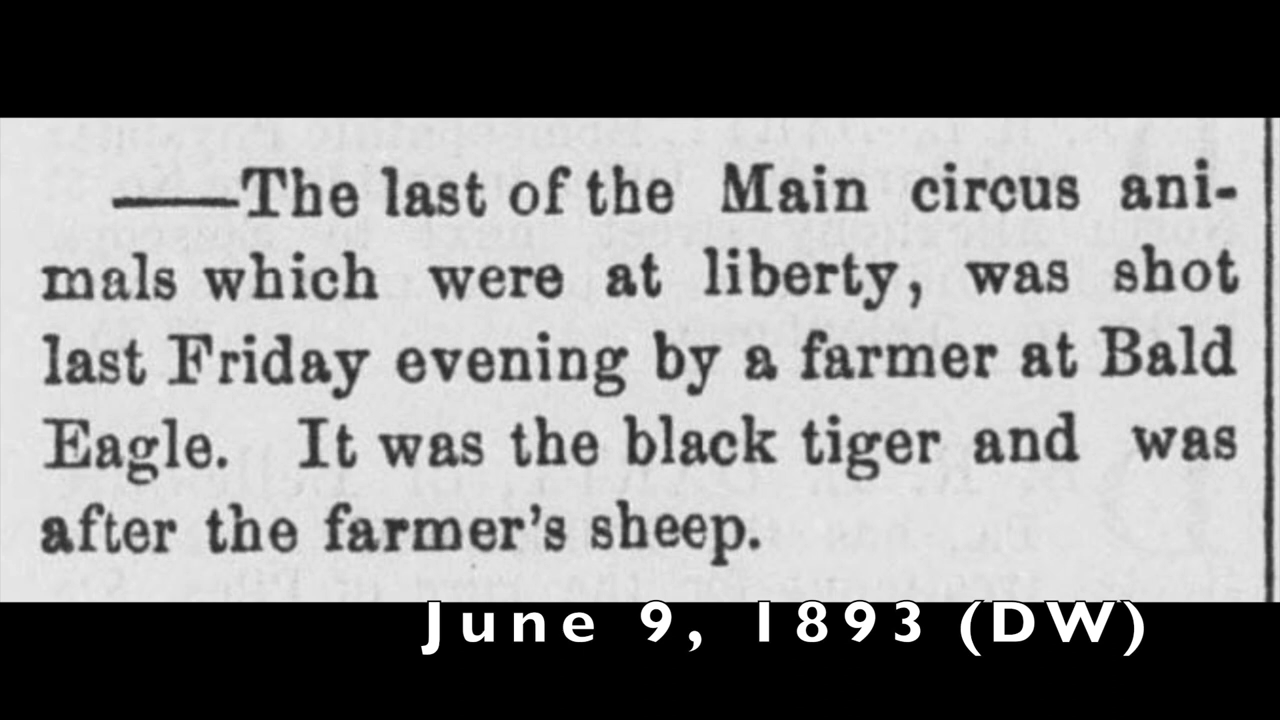 ——The last of the Main circus ani-
mals which were at liberty, was shot
last Friday evening by a farmer at Bald
Eagle. It was the black tiger and was
after the farmer's sheep.
June 9, 1893 (DW)